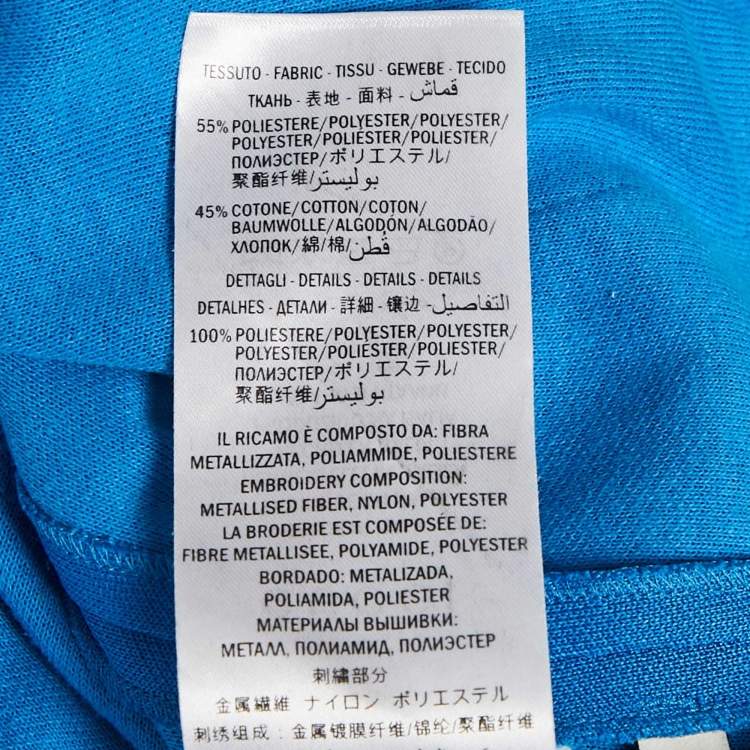 TESSUTO - FABRIC - TISSU - GEWEBE - TECIDO
ТКАНЬ - 表地 - 面料 - قماش
55% POLIESTERE/POLYESTER/POLYESTER/
POLYESTER/POLIÉSTER/POLIÉSTER/
ПОЛИЭСТЕР/ポリエステル/
聚酯纤维/بوليستر
45% COTONE/COTTON/COTON/
BAUMWOLLE/ALGODÓN/ALGODÃO/
ХЛОПОК/綿/棉/قُطن
DETTAGLI - DETAILS - DETAILS - DETAILS
DETALHES - ДЕТАЛИ - 詳細 - 镶边 - التفاصيل
100% POLIESTERE/POLYESTER/POLYESTER/
POLYESTER/POLIÉSTER/POLIÉSTER/
ПОЛИЭСТЕР/ポリエステル/
聚酯纤维/بوليستر
IL RICAMO È COMPOSTO DA: FIBRA
METALLIZZATA, POLIAMMIDE, POLIESTERE
EMBROIDERY COMPOSITION:
METALLISED FIBER, NYLON, POLYESTER
LA BRODERIE EST COMPOSÉE DE:
FIBRE METALLISEE, POLYAMIDE, POLYESTER
BORDADO: METALIZADA,
POLIAMIDA, POLIESTER
МАТЕРИАЛЫ ВЫШИВКИ:
МЕТАЛЛ, ПОЛИАМИД, ПОЛИЭСТЕР
刺繍部分
金属繊維 ナイロン ポリエステル
刺绣组成：金属镀膜纤维/锦纶/聚酯纤维